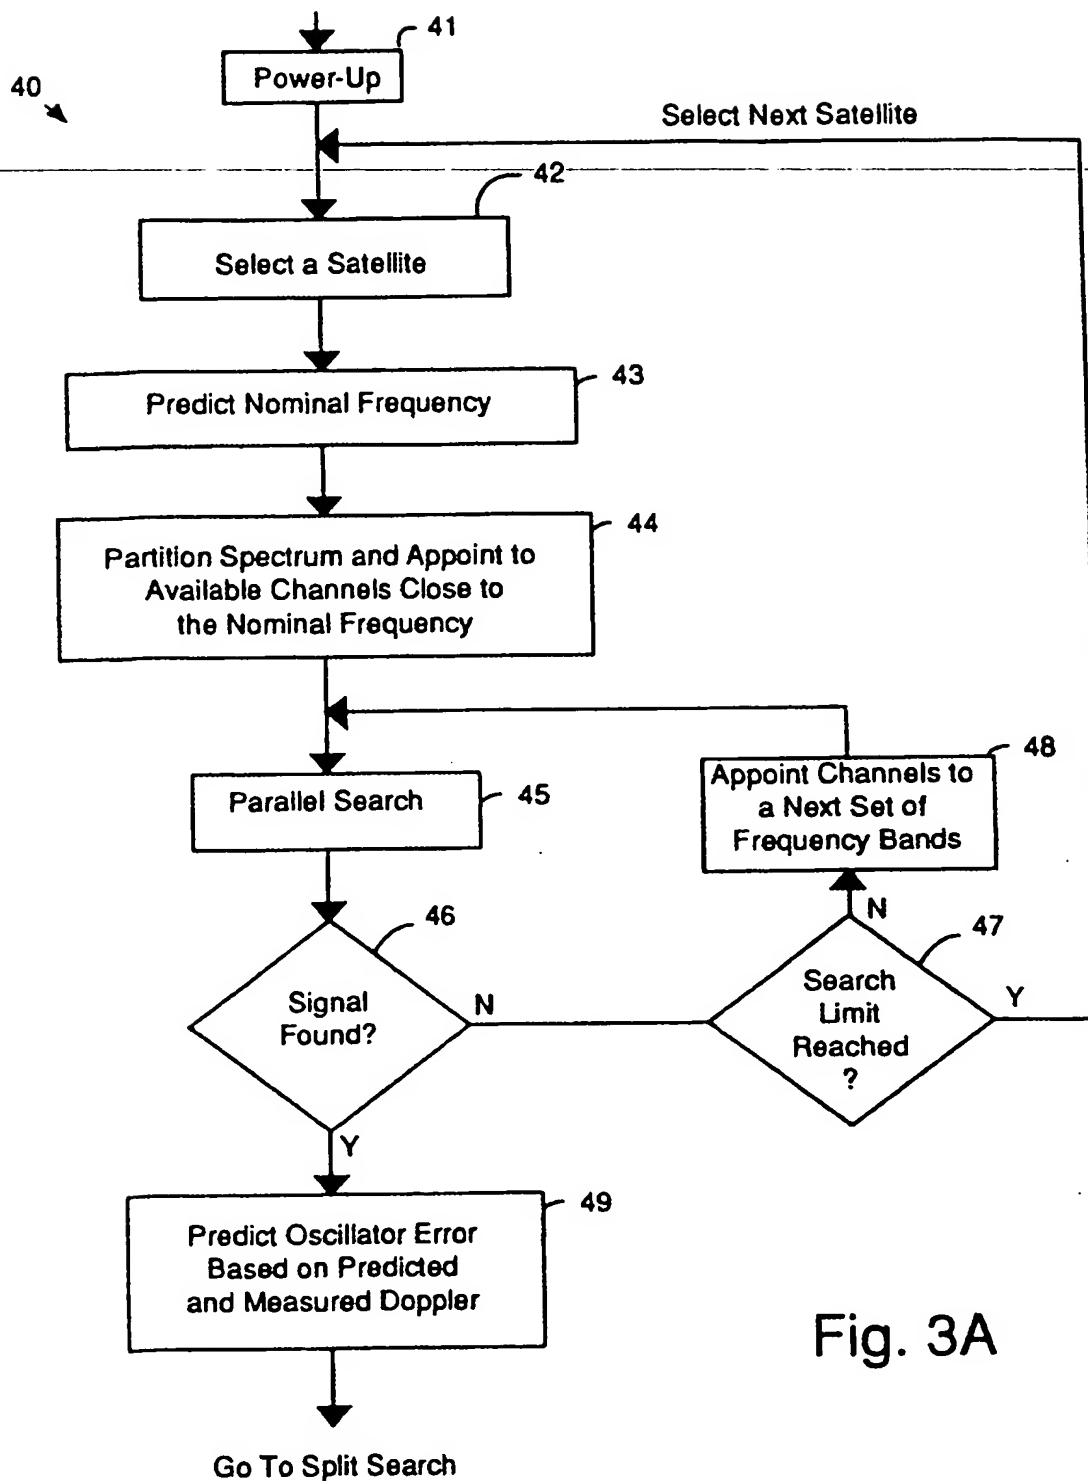 41
Power-Up
40
Select Next Satellite
42
Select a Satellite
43
Predict Nominal Frequency
44
Partition Spectrum and Appoint to
Available Channels Close to
the Nominal Frequency
48
Appoint Channels to
a Next Set of
Frequency Bands
Parallel Search
45
46
N
47
Signal
Found?
N
Search
Limit
Reached
?
Y
Y
49
Predict Oscillator Error
Based on Predicted
and Measured Doppler
Fig. 3A
Go To Split Search